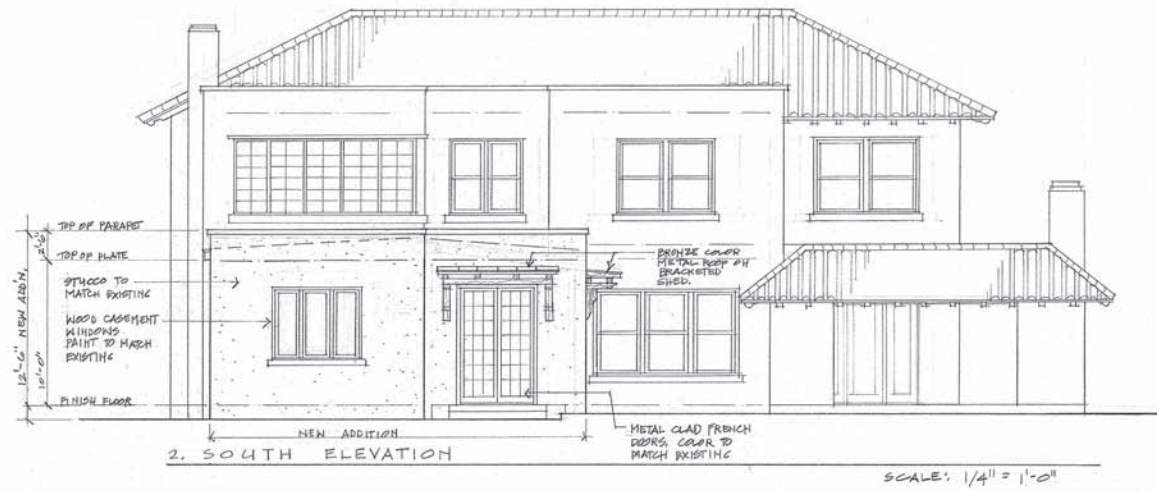 TOP OF PARAPET
TOP OF PLATE
STUCCO TO
MATCH EXISTING
WOOD CASEMENT
WINDOWS
PAINT TO MATCH
EXISTING
FINISH FLOOR
2'-6"
10'-0"
12'-6" NEW ADD'N.
BRONZE COLOR
METAL ROOF ON
BRACKETED
SHED.
NEW ADDITION
METAL CLAD FRENCH
DOORS, COLOR TO
MATCH EXISTING
2. SOUTH ELEVATION
SCALE: 1/4" = 1'-0"